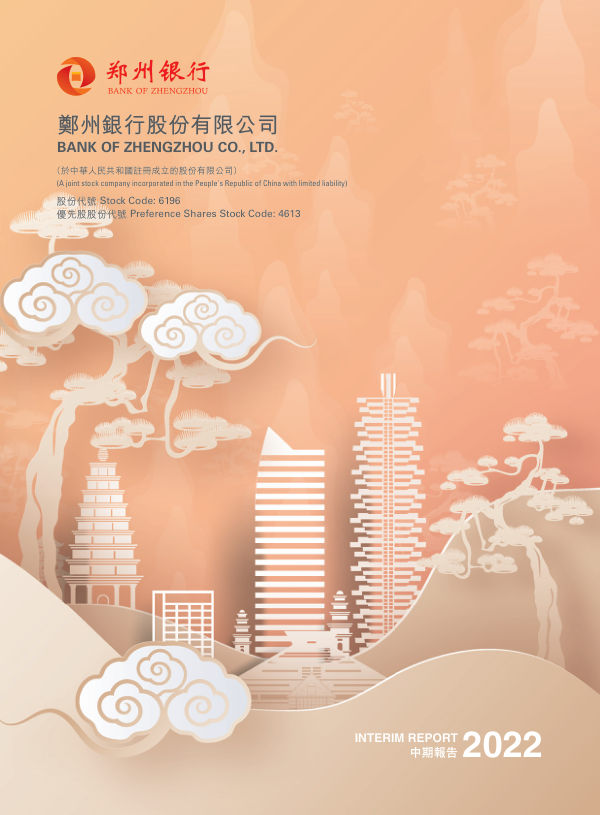 郑州银行
BANK OF ZHENGZHOU
鄭州銀行股份有限公司
BANK OF ZHENGZHOU CO., LTD.
(於中華人民共和國註冊成立的股份有限公司)
(A joint stock company incorporated in the People's Republic of China with limited liability)
股份代號 Stock Code: 6196
優先股股份代號 Preference Shares Stock Code: 4613
INTERIM REPORT
中期報告
2022